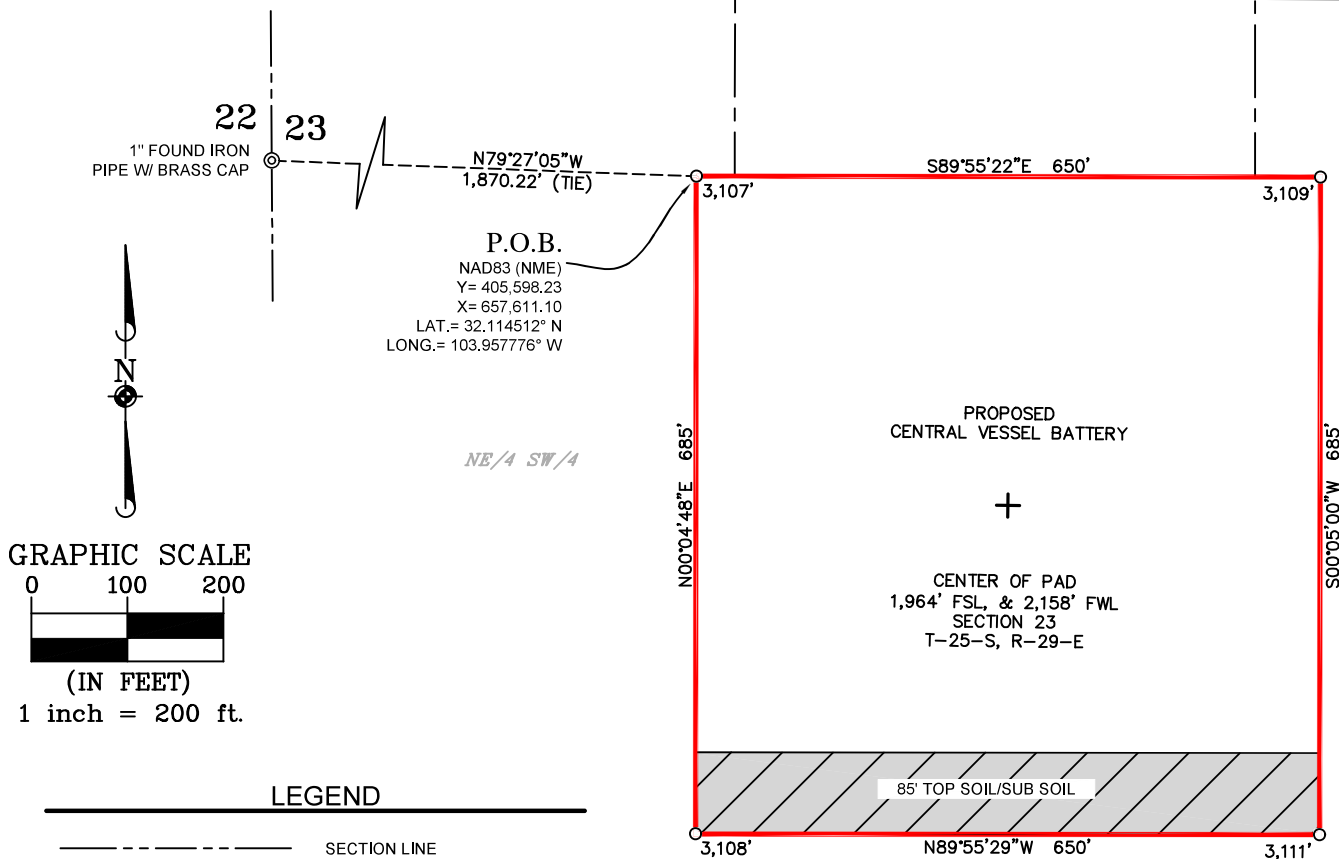 22 23
1" FOUND IRON
PIPE W/ BRASS CAP
N79°27'05"W
1,870.22' (TIE)
S89°55'22"E 650'
3,107'
3,109'
P.O.B.
NAD83 (NME)
Y= 405,598.23
X= 657,611.10
LAT.= 32.114512° N
LONG.= 103.957776° W
N
NE/4 SW/4
N00°04'48"E 685'
PROPOSED
CENTRAL VESSEL BATTERY
CENTER OF PAD
1,964' FSL, & 2,158' FWL
SECTION 23
T-25-S, R-29-E
S00°05'00"W 685'
GRAPHIC SCALE
0 100 200
(IN FEET)
1 inch = 200 ft.
85' TOP SOIL/SUB SOIL
3,108'
N89°55'29"W 650'
3,111'
LEGEND
SECTION LINE